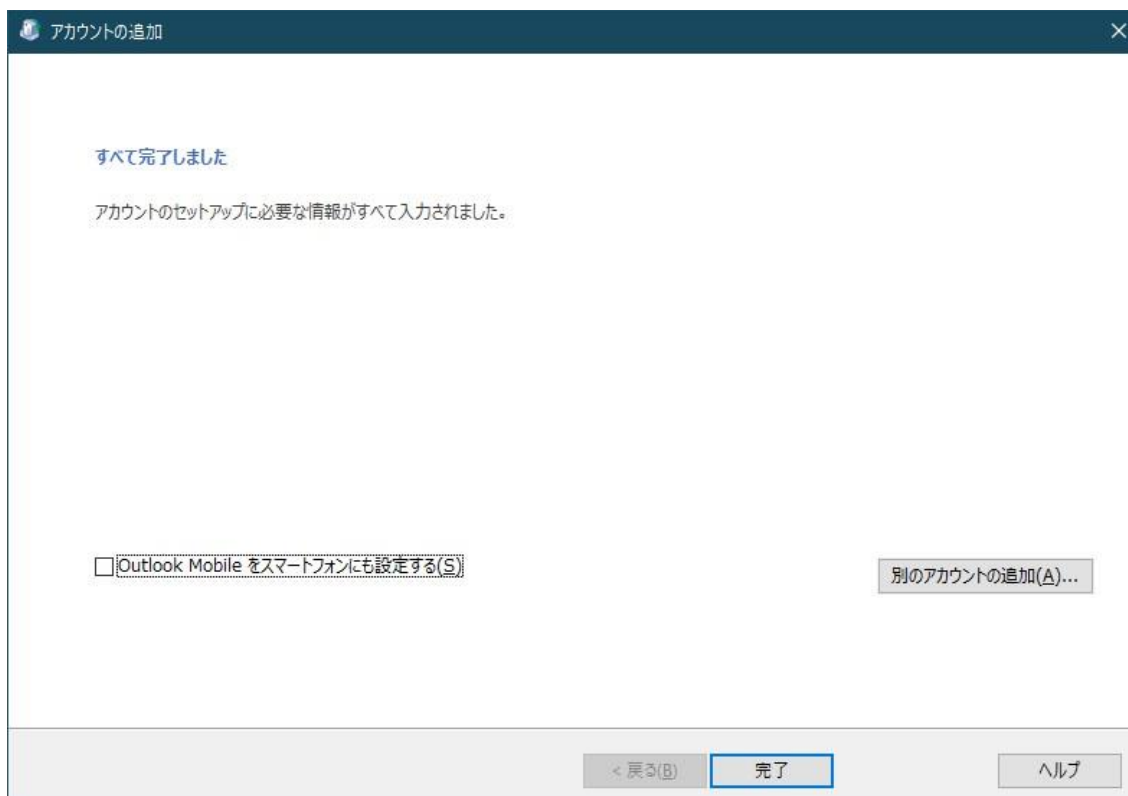 アカウントの追加
すべて完了しました
アカウントのセットアップに必要な情報がすべて入力されました。
Outlook Mobile をスマートフォンにも設定する(S)
別のアカウントの追加(A)...
< 戻る(B)
完了
ヘルプ